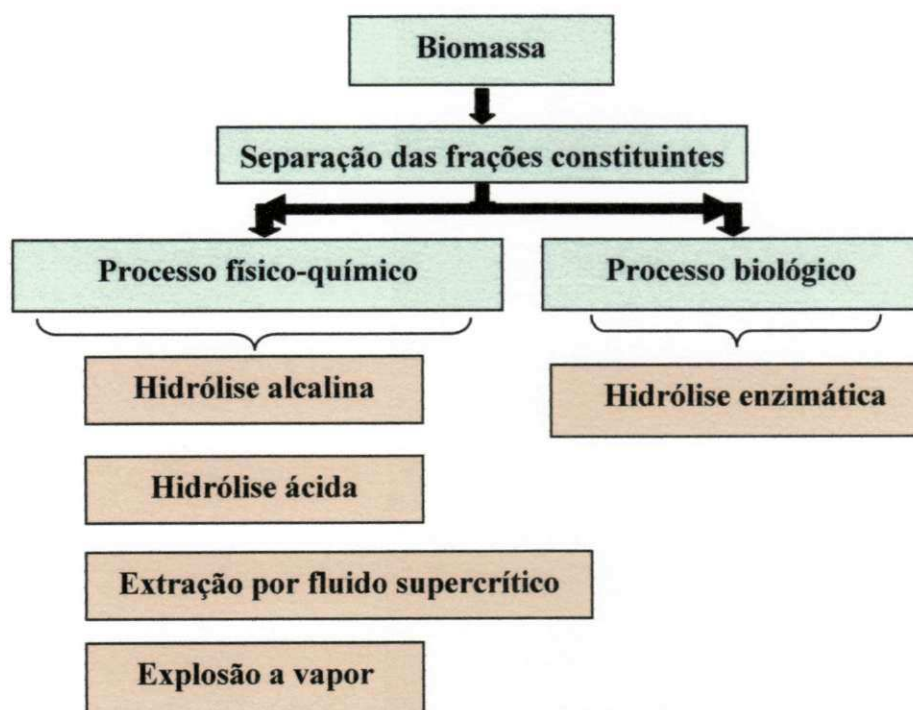 Biomassa
Separação das frações constituintes
Processo físico-químico
Processo biológico
Hidrólise alcalina
Hidrólise enzimática
Hidrólise ácida
Extração por fluido supercrítico
Explosão a vapor